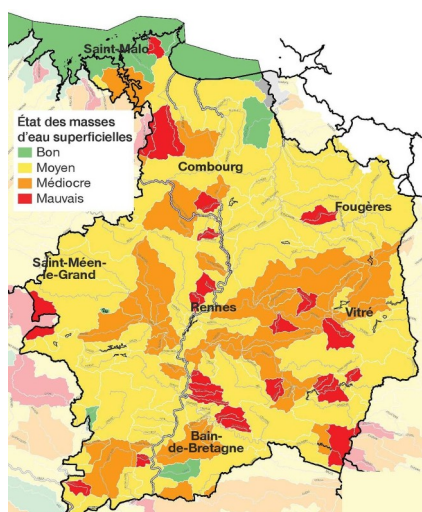 Saint-Malo
État des masses
d'eau superficielles
Bon
Moyen
Médiocre
Mauvais
Combourg
Fougères
Saint-Méen-
le-Grand
Rennes
Vitré
Bain-
de-Bretagne